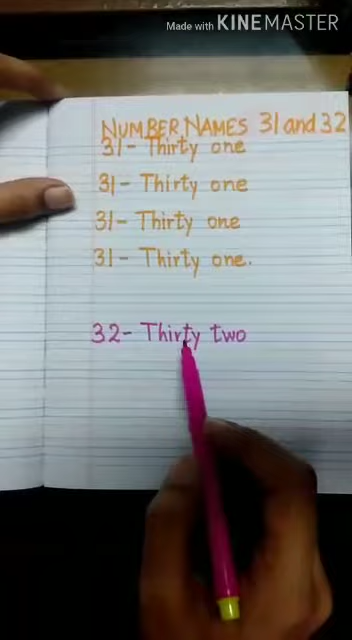 Made with KINEMASTER
NUMBER NAMES 31 and 32
31- Thirty one
31- Thirty one
31- Thirty one
31- Thirty one.
32- Thirty two